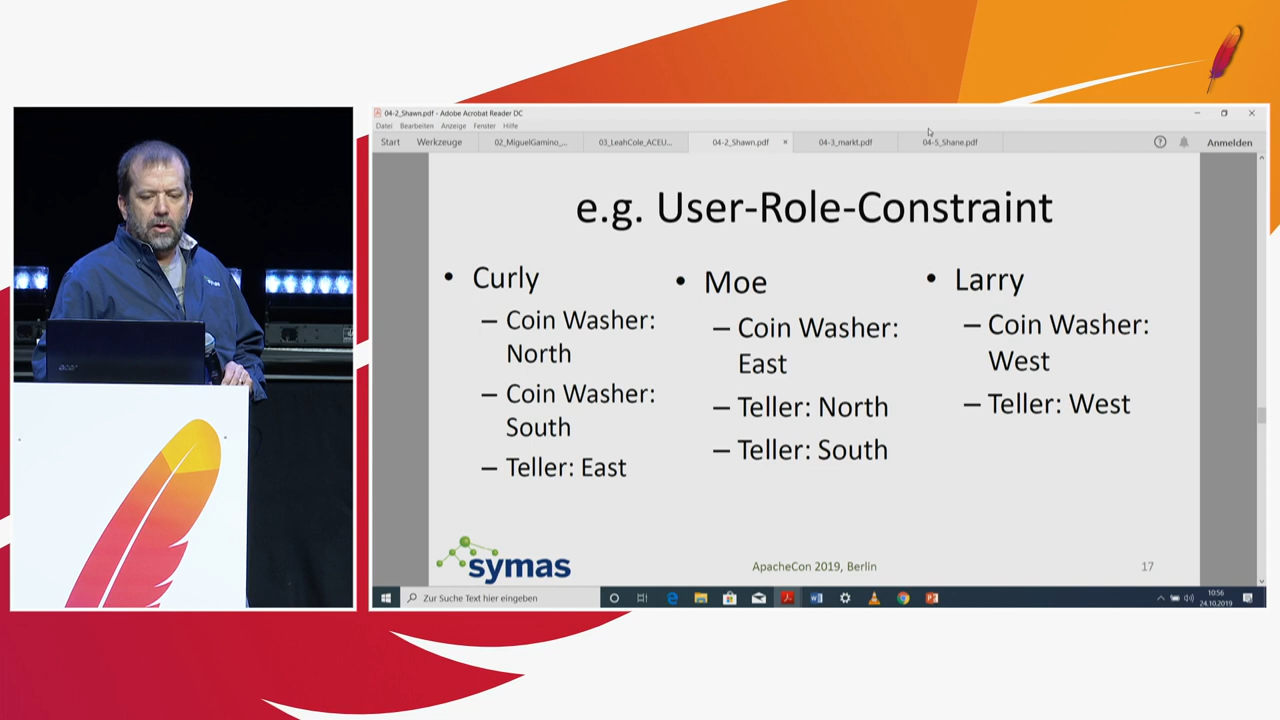 04-2_Shawn.pdf - Adobe Acrobat Reader DC
Datei Bearbeiten Anzeige Fenster Hilfe
Start Werkzeuge 02_MiguelGamino_... 03_LeahCole_ACEU... 04-2_Shawn.pdf × 04-3_markt.pdf 04-5_Shane.pdf Anmelden
e.g. User-Role-Constraint
• Curly
– Coin Washer:
North
– Coin Washer:
South
– Teller: East
• Moe
– Coin Washer:
East
– Teller: North
– Teller: South
• Larry
– Coin Washer:
West
– Teller: West
symas
ApacheCon 2019, Berlin
17
Zur Suche Text hier eingeben
10:56
24.10.2019
acer